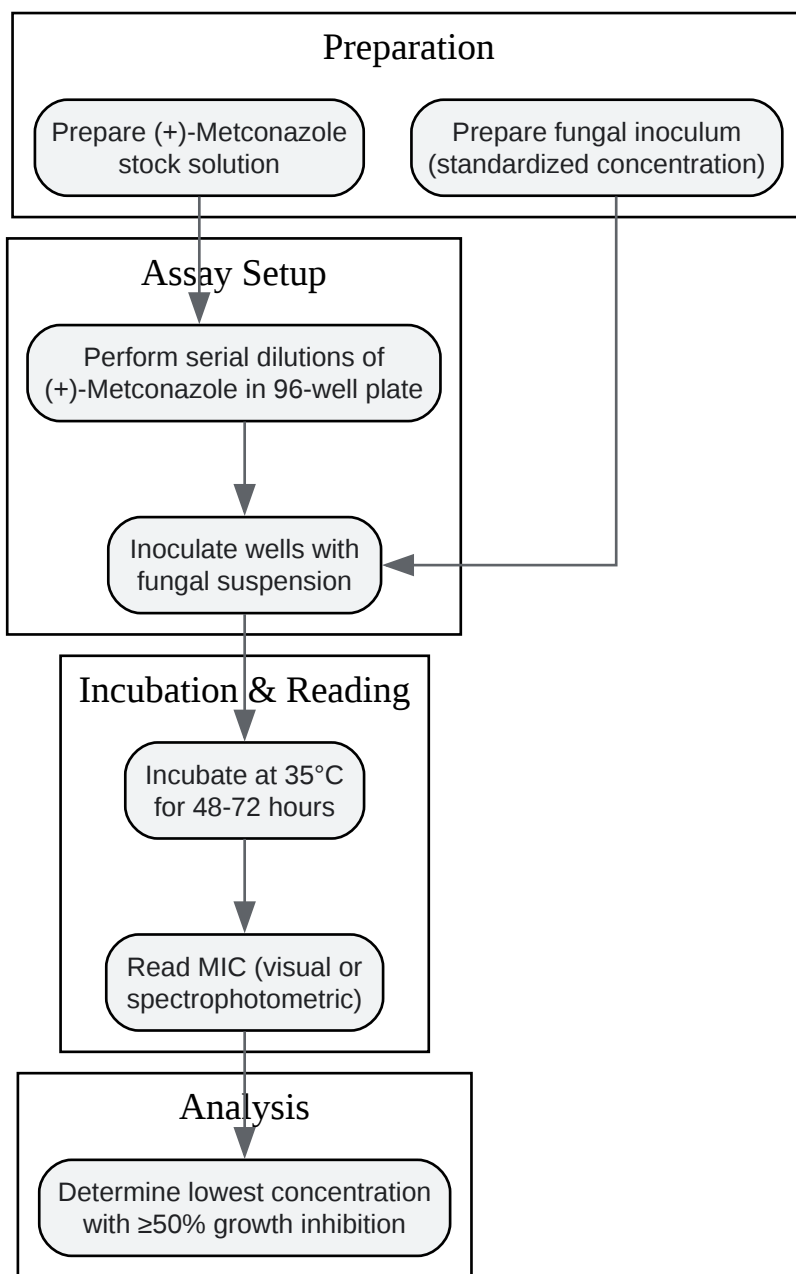 Preparation
Prepare (+)-Metconazole
stock solution
Prepare fungal inoculum
(standardized concentration)
Assay Setup
Perform serial dilutions of
(+)-Metconazole in 96-well plate
Inoculate wells with
fungal suspension
Incubation & Reading
Incubate at 35°C
for 48-72 hours
Read MIC (visual or
spectrophotometric)
Analysis
Determine lowest concentration
with ≥50% growth inhibition